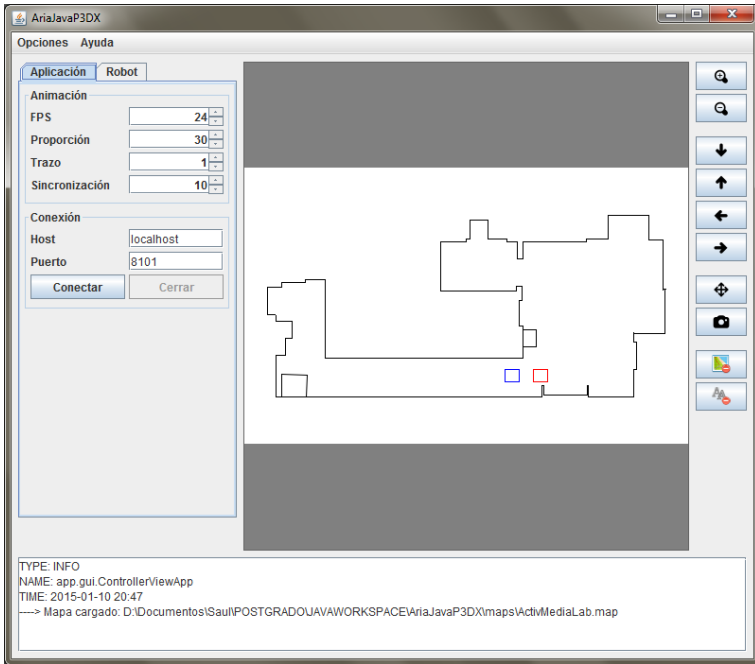 AriaJavaP3DX
Opciones Ayuda
Aplicación Robot
Animación
FPS 24
Proporción 30
Trazo 1
Sincronización 10
Conexión
Host localhost
Puerto 8101
Conectar Cerrar
TYPE: INFO
NAME: app.gui.ControllerViewApp
TIME: 2015-01-10 20:47
----> Mapa cargado: D:\Documentos\Saul\POSTGRADO\JAVAWORKSPACE\AriaJavaP3DX\maps\ActivMediaLab.map